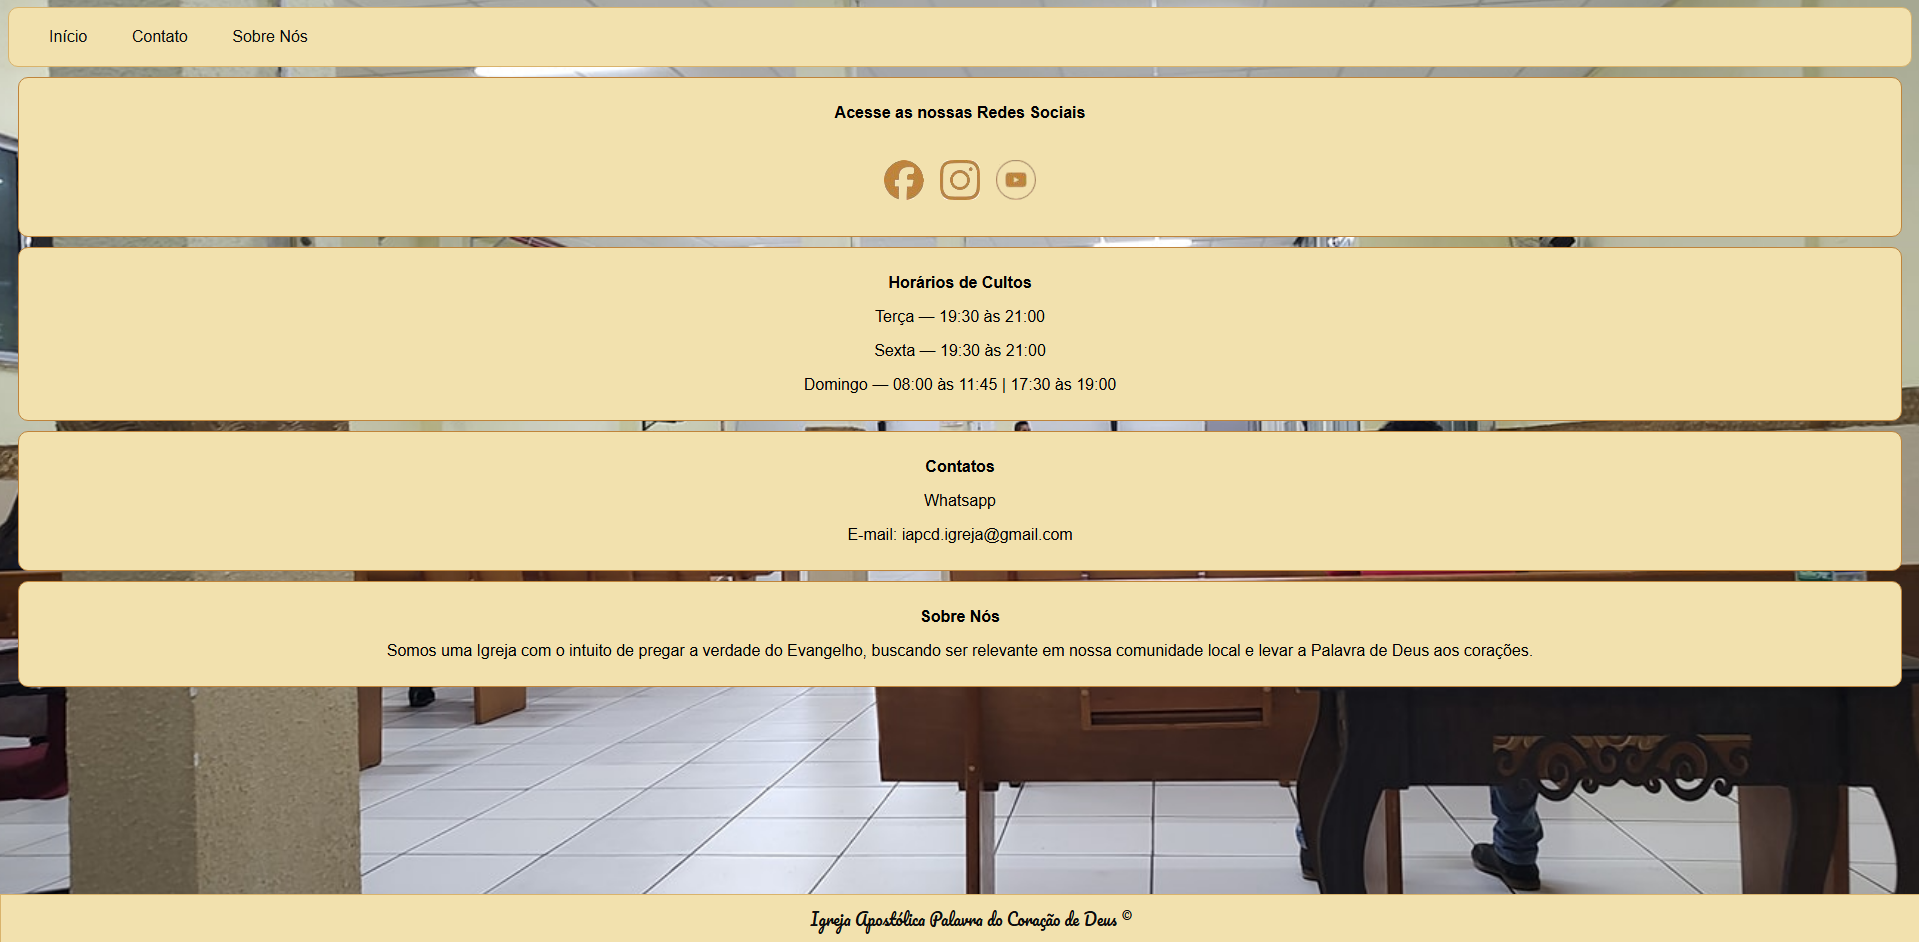 Início Contato Sobre Nós
Acesse as nossas Redes Sociais
Horários de Cultos
Terça — 19:30 às 21:00
Sexta — 19:30 às 21:00
Domingo — 08:00 às 11:45 | 17:30 às 19:00
Contatos
Whatsapp
E-mail: iapcd.igreja@gmail.com
Sobre Nós
Somos uma Igreja com o intuito de pregar a verdade do Evangelho, buscando ser relevante em nossa comunidade local e levar a Palavra de Deus aos corações.
Igreja Apostólica Palavra do Coração de Deus ©